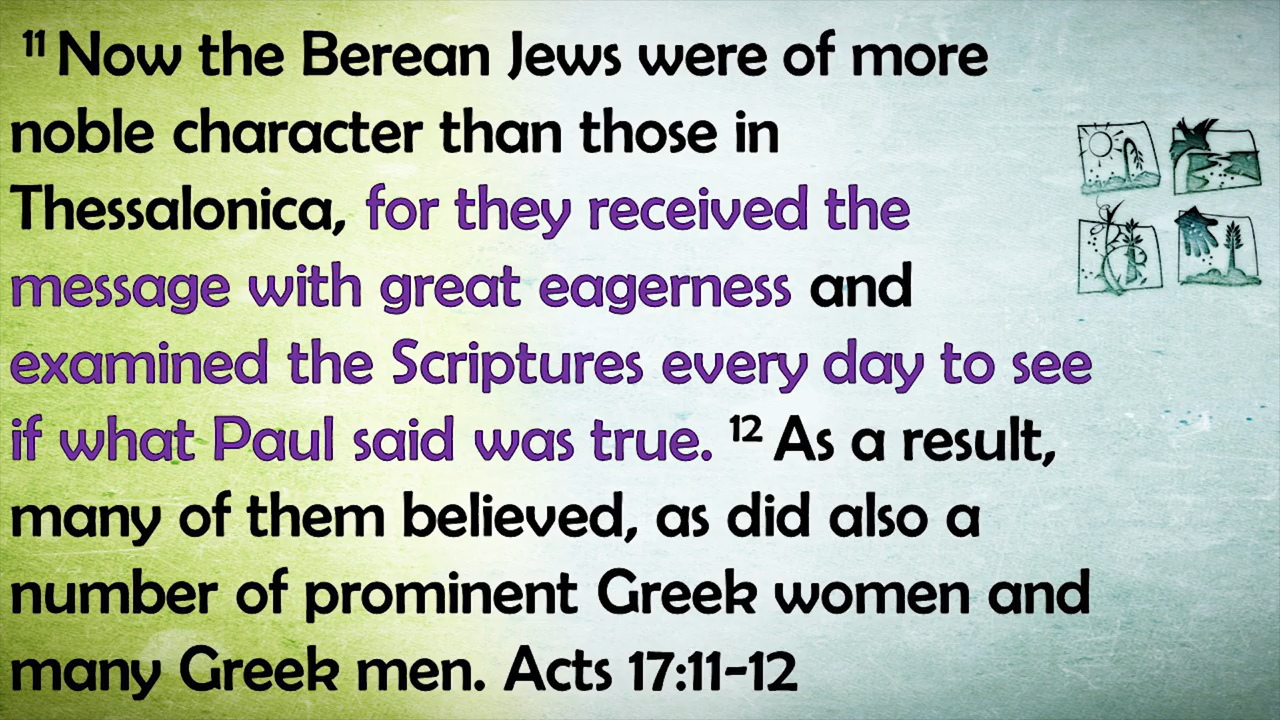 ¹¹ Now the Berean Jews were of more
noble character than those in
Thessalonica, for they received the
message with great eagerness and
examined the Scriptures every day to see
if what Paul said was true. ¹² As a result,
many of them believed, as did also a
number of prominent Greek women and
many Greek men. Acts 17:11-12